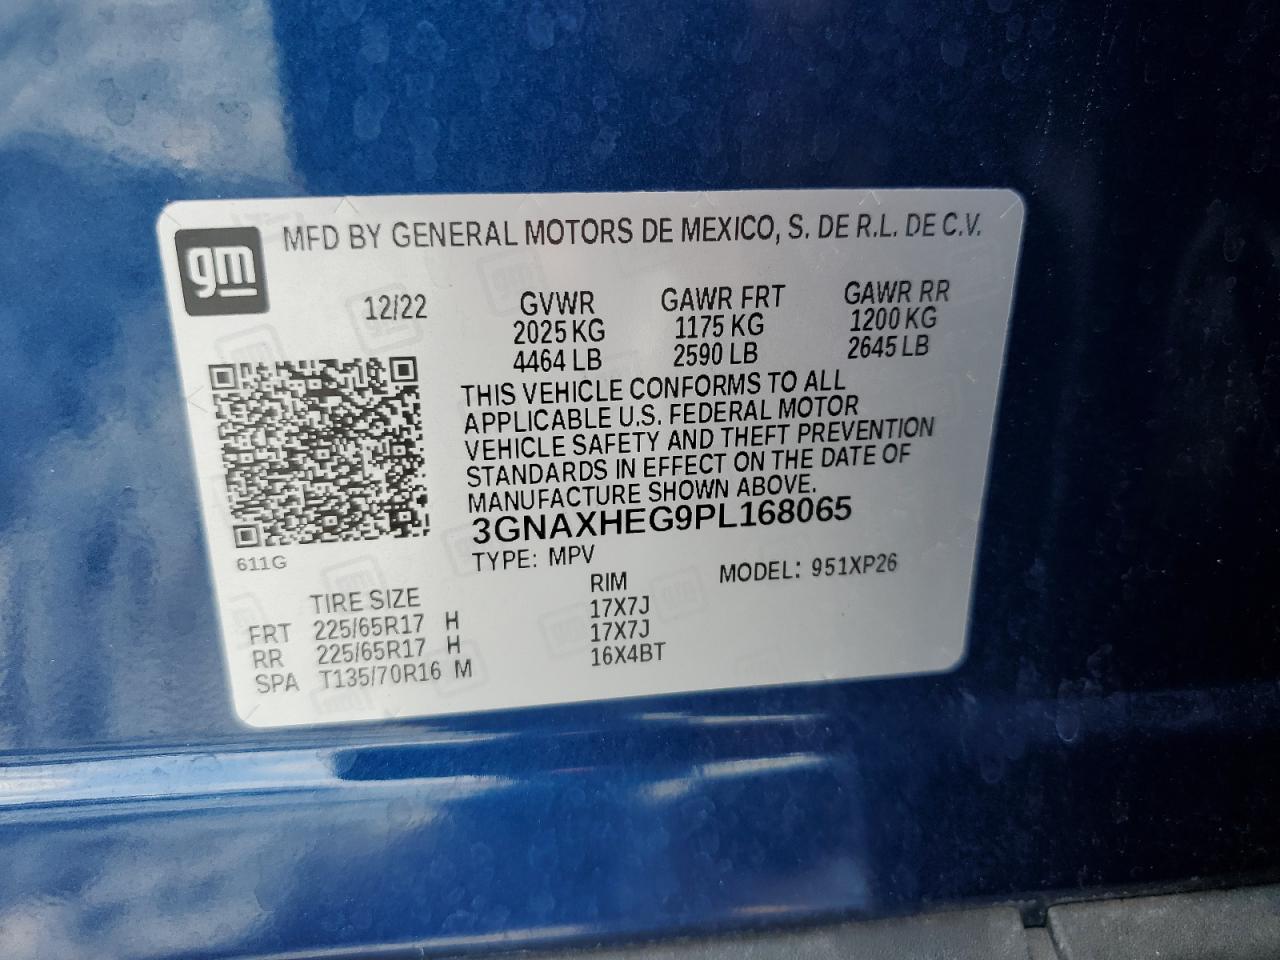 gm
MFD BY GENERAL MOTORS DE MEXICO, S. DE R.L. DE C.V.
12/22 GVWR GAWR FRT GAWR RR
2025 KG 1175 KG 1200 KG
4464 LB 2590 LB 2645 LB
THIS VEHICLE CONFORMS TO ALL
APPLICABLE U.S. FEDERAL MOTOR
VEHICLE SAFETY AND THEFT PREVENTION
STANDARDS IN EFFECT ON THE DATE OF
MANUFACTURE SHOWN ABOVE.
3GNAXHEG9PL168065
611G
TYPE: MPV MODEL: 951XP26
TIRE SIZE RIM
FRT 225/65R17 H 17X7J
RR 225/65R17 H 17X7J
SPA T135/70R16 M 16X4BT